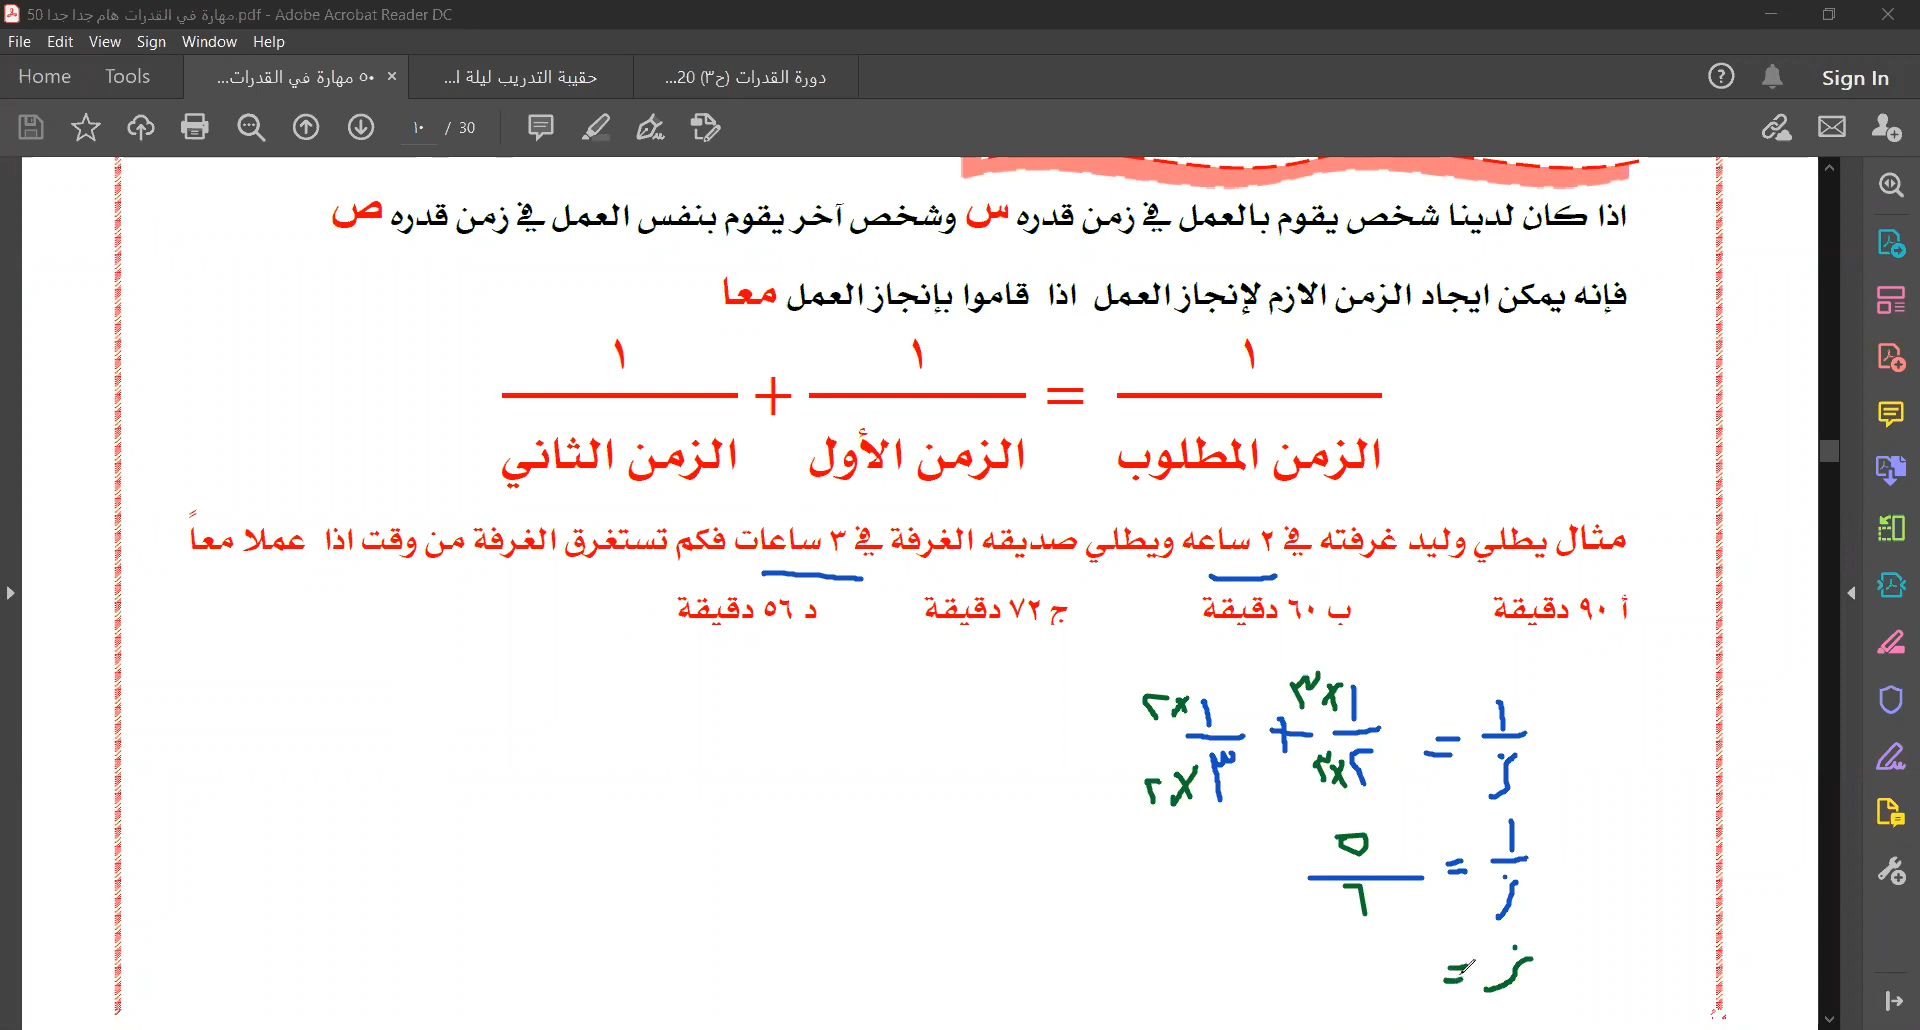 50 مهارة في القدرات هام جدا جدا.pdf - Adobe Acrobat Reader DC
File Edit View Sign Window Help
Home Tools ...٥٠ مهارة في القدرات × ...حقيبة التدريب ليلة ا ...دورة القدرات (ح٣) 20 Sign In
١٠ / 30
اذا كان لدينا شخص يقوم بالعمل في زمن قدره س وشخص آخر يقوم بنفس العمل في زمن قدره ص
فإنه يمكن ايجاد الزمن الازم لإنجاز العمل اذا قاموا بإنجاز العمل معا
١ = ١ + ١
الزمن المطلوب الزمن الأول الزمن الثاني
مثال يطلي وليد غرفته في ٢ ساعه ويطلي صديقه الغرفة في ٣ ساعات فكم تستغرق الغرفة من وقت اذا عملا معاً
أ ٩٠ دقيقة ب ٦٠ دقيقة ج ٧٢ دقيقة د ٥٦ دقيقة
١ = ١×٣ + ١×٢
ز ٢×٣ ٣×٢
١ = ٥
ز ٦
ز =